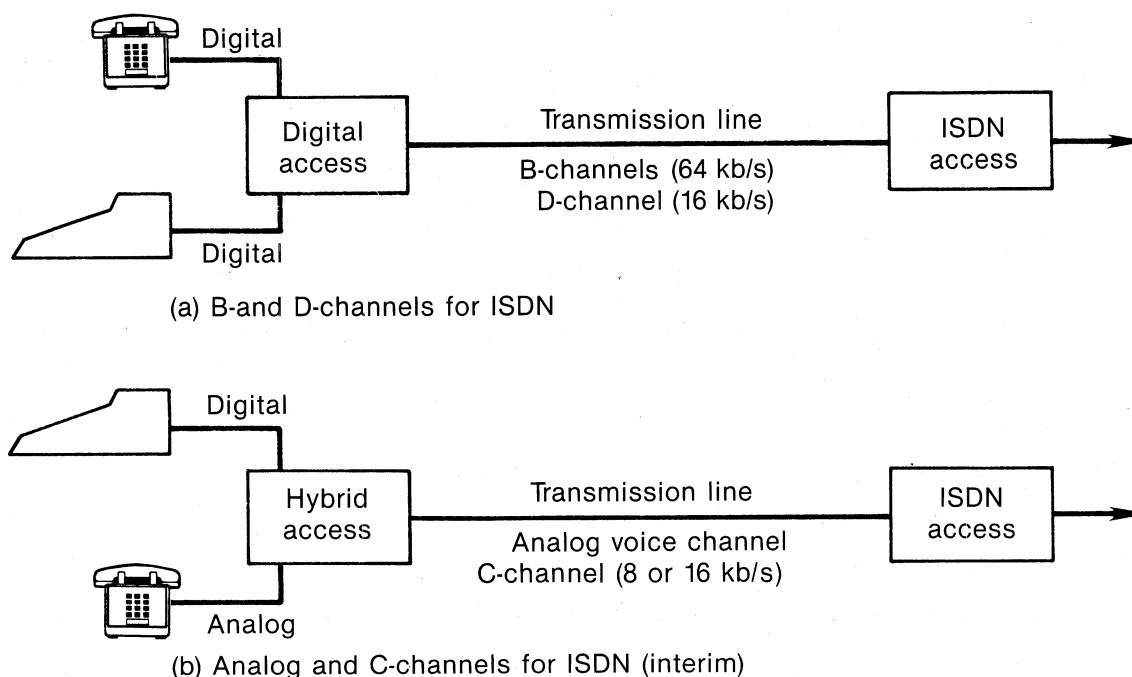 Digital
Digital
access
Transmission line
B-channels (64 kb/s)
D-channel (16 kb/s)
ISDN
access
Digital
(a) B-and D-channels for ISDN
Digital
Hybrid
access
Transmission line
Analog voice channel
C-channel (8 or 16 kb/s)
ISDN
access
Analog
(b) Analog and C-channels for ISDN (interim)